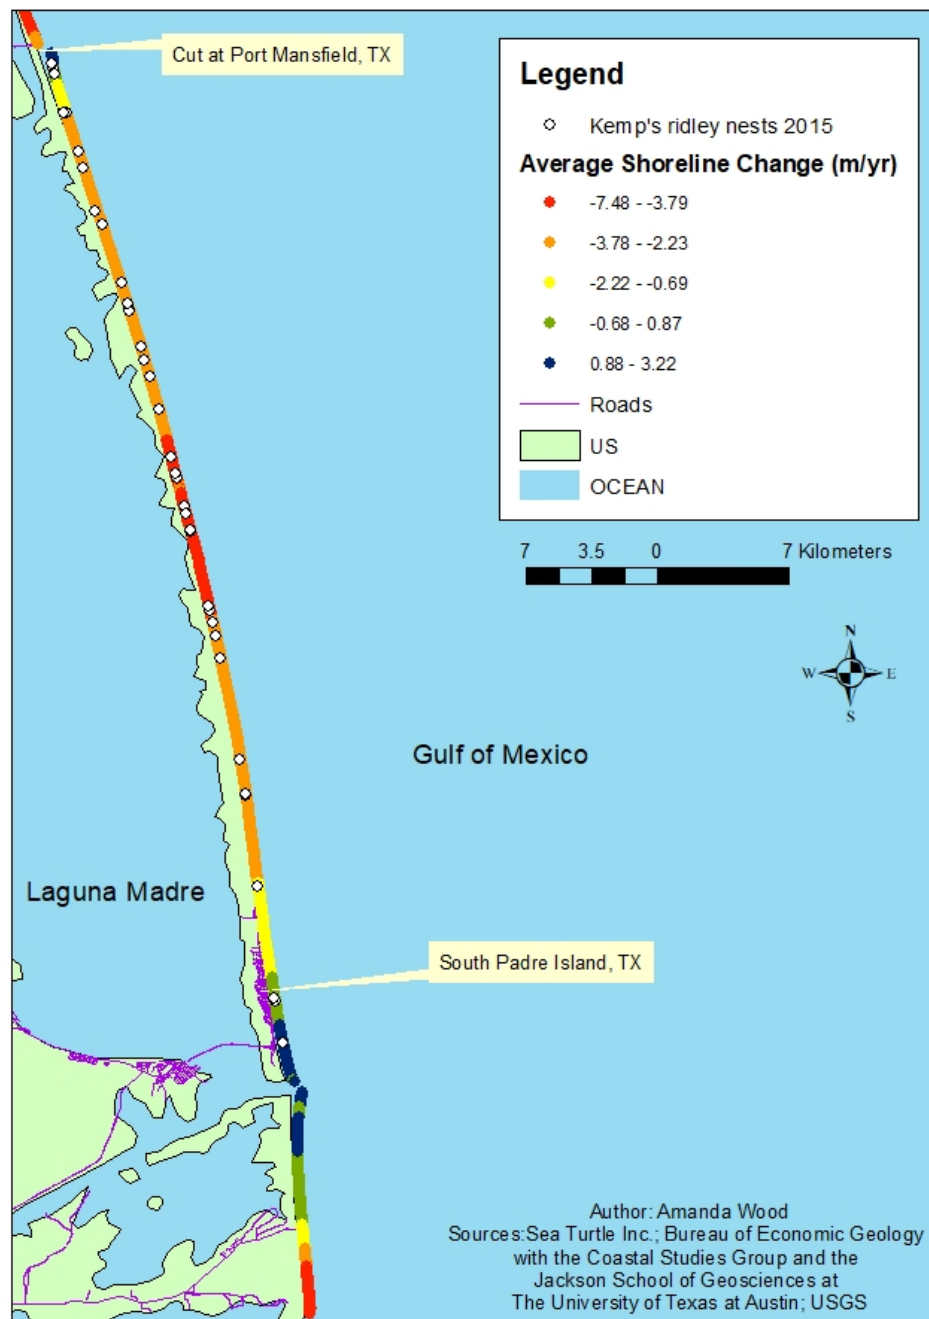 Cut at Port Mansfield, TX
Legend
Kemp's ridley nests 2015
Average Shoreline Change (m/yr)
-7.48 - -3.79
-3.78 - -2.23
-2.22 - -0.69
-0.68 - 0.87
0.88 - 3.22
Roads
US
OCEAN
7 3.5 0 7 Kilometers
N
W E
S
Gulf of Mexico
Laguna Madre
South Padre Island, TX
Author: Amanda Wood
Sources:Sea Turtle Inc.; Bureau of Economic Geology
with the Coastal Studies Group and the
Jackson School of Geosciences at
The University of Texas at Austin; USGS